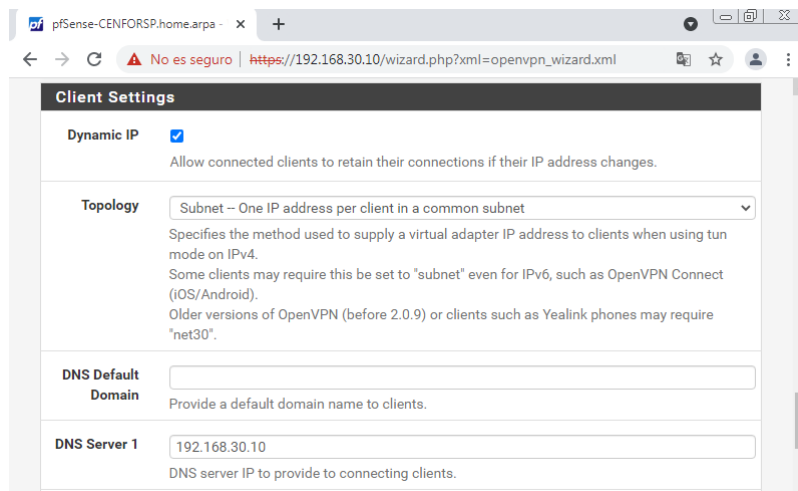 pf pfSense-CENFORSP.home.arpa -
No es seguro | https://192.168.30.10/wizard.php?xml=openvpn_wizard.xml
Client Settings
Dynamic IP
Allow connected clients to retain their connections if their IP address changes.
Topology
Subnet -- One IP address per client in a common subnet
Specifies the method used to supply a virtual adapter IP address to clients when using tun
mode on IPv4.
Some clients may require this be set to "subnet" even for IPv6, such as OpenVPN Connect
(iOS/Android).
Older versions of OpenVPN (before 2.0.9) or clients such as Yealink phones may require
"net30".
DNS Default
Domain
Provide a default domain name to clients.
DNS Server 1
192.168.30.10
DNS server IP to provide to connecting clients.